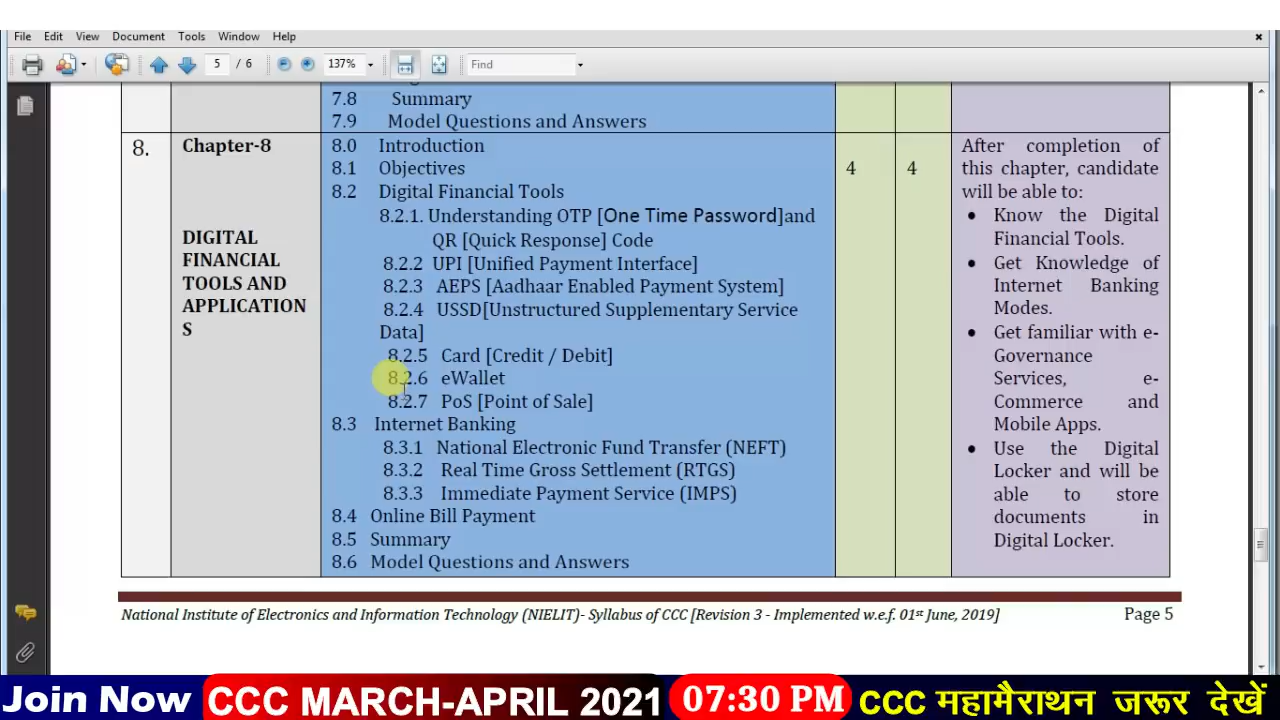 File Edit View Document Tools Window Help ×
5 / 6 137% Find
7.8 Summary
7.9 Model Questions and Answers
8.
Chapter-8
DIGITAL
FINANCIAL
TOOLS AND
APPLICATION
S
8.0 Introduction
8.1 Objectives
8.2 Digital Financial Tools
8.2.1. Understanding OTP [One Time Password]and
QR [Quick Response] Code
8.2.2 UPI [Unified Payment Interface]
8.2.3 AEPS [Aadhaar Enabled Payment System]
8.2.4 USSD[Unstructured Supplementary Service
Data]
8.2.5 Card [Credit / Debit]
8.2.6 eWallet
8.2.7 PoS [Point of Sale]
8.3 Internet Banking
8.3.1 National Electronic Fund Transfer (NEFT)
8.3.2 Real Time Gross Settlement (RTGS)
8.3.3 Immediate Payment Service (IMPS)
8.4 Online Bill Payment
8.5 Summary
8.6 Model Questions and Answers
4
4
After completion of
this chapter, candidate
will be able to:
• Know the Digital
Financial Tools.
• Get Knowledge of
Internet Banking
Modes.
• Get familiar with e-
Governance
Services, e-
Commerce and
Mobile Apps.
• Use the Digital
Locker and will be
able to store
documents in
Digital Locker.
National Institute of Electronics and Information Technology (NIELIT)- Syllabus of CCC [Revision 3 - Implemented w.e.f. 01st June, 2019] Page 5
Join Now CCC MARCH-APRIL 2021 07:30 PM CCC महामैराथन जरूर देखें